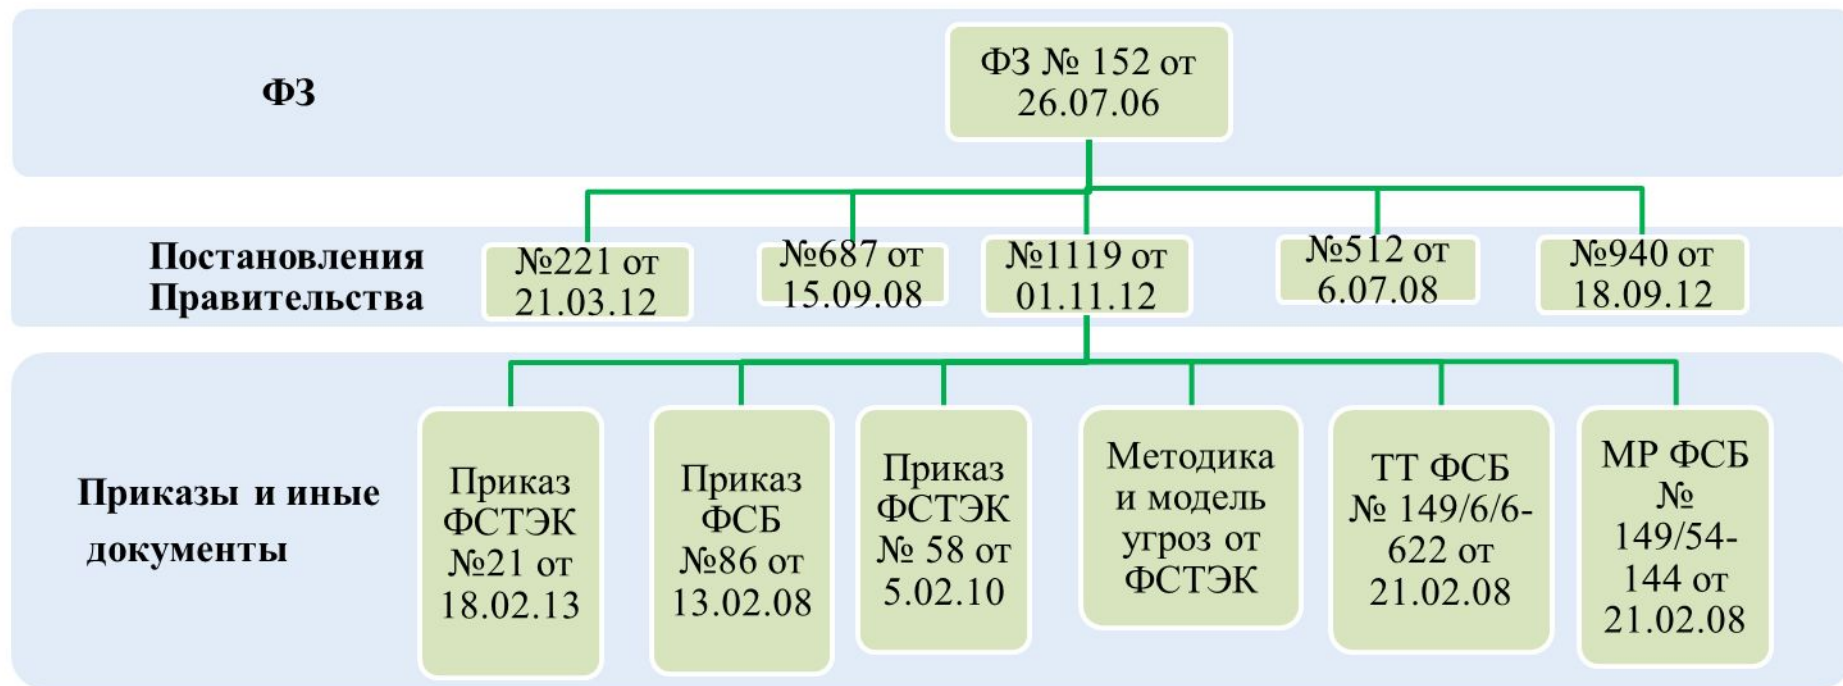 ФЗ
ФЗ № 152 от
26.07.06
Постановления
Правительства
№221 от
21.03.12
№687 от
15.09.08
№1119 от
01.11.12
№512 от
6.07.08
№940 от
18.09.12
Приказы и иные
документы
Приказ
ФСТЭК
№21 от
18.02.13
Приказ
ФСБ
№86 от
13.02.08
Приказ
ФСТЭК
№ 58 от
5.02.10
Методика
и модель
угроз от
ФСТЭК
ТТ ФСБ
№ 149/6/6-
622 от
21.02.08
МР ФСБ
№
149/54-
144 от
21.02.08